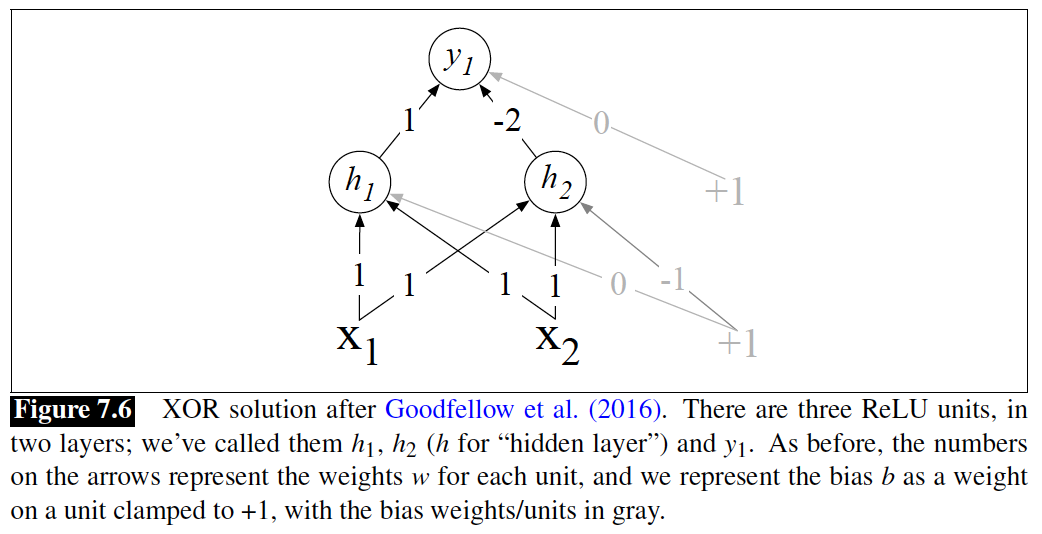 y1
1 -2 0
h1 h2 +1
1 1 1 1 0 -1
x1 x2 +1
Figure 7.6 XOR solution after Goodfellow et al. (2016). There are three ReLU units, in
two layers; we’ve called them h1, h2 (h for “hidden layer”) and y1. As before, the numbers
on the arrows represent the weights w for each unit, and we represent the bias b as a weight
on a unit clamped to +1, with the bias weights/units in gray.